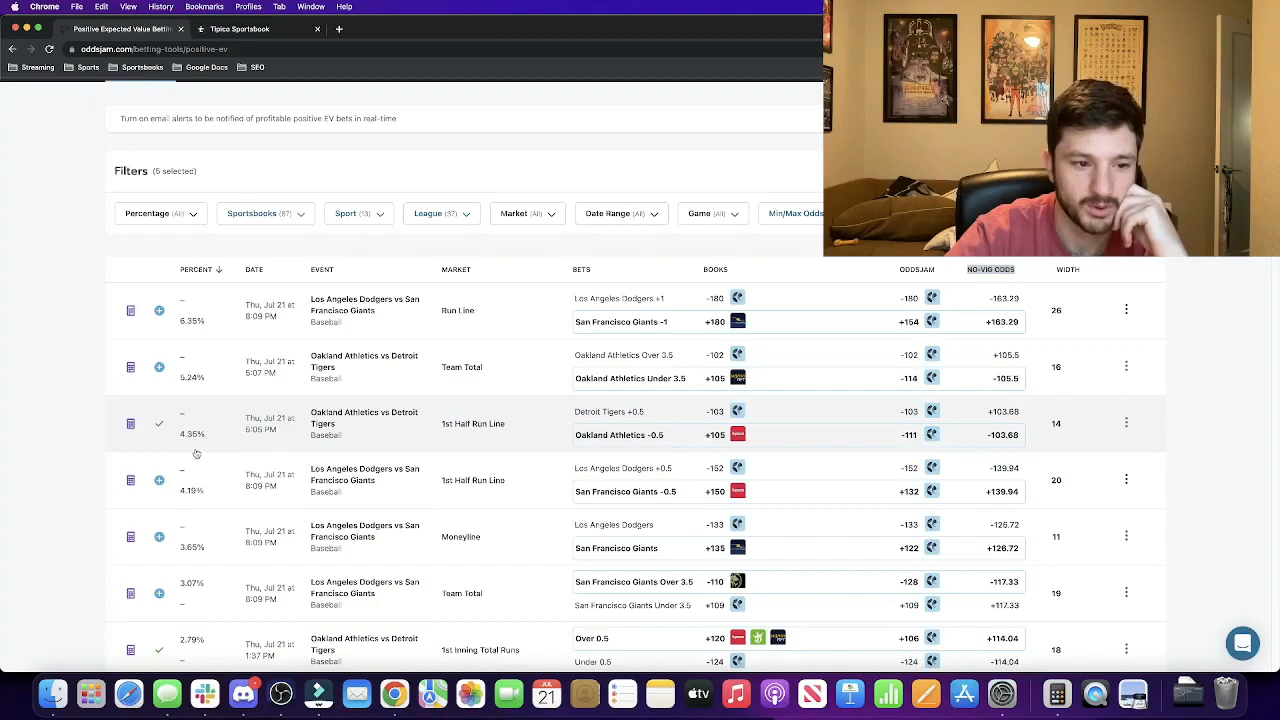 Chrome File Edit View History Bookmarks Profiles Tab Window Help
Positive Expected Value Bettin
Tipico Sportsbook
oddsjam.com/betting-tools/positive-ev
Streaming Sports Sportsbooks Google Docs SEO
Turn on email alerts to be notified of profitable positive EV bets in real-time
Filters (5 selected)
Percentage (All) Sportsbooks (87) Sport (13) League (37) Market (All) Date Range (All) Game (All) Min/Max Odds
PERCENT DATE EVENT MARKET BETS BOOKS ODDSJAM NO-VIG ODDS WIDTH
– Thu, Jul 21 at Los Angeles Dodgers vs San Los Angeles Dodgers +1 -180 -180 -163.29
8:09 PM Francisco Giants Run Line 26
6.35% Baseball San Francisco Giants -1 +180 +154 +163.29
– Thu, Jul 21 at Oakland Athletics vs Detroit Oakland Athletics Over 3.5 -102 -102 +105.5
5:07 PM Tigers Team Total 16
5.24% Baseball Oakland Athletics Under 3.5 +105 -114 -105.5
– Thu, Jul 21 at Oakland Athletics vs Detroit Detroit Tigers +0.5 -103 -103 +103.68
5:05 PM Tigers 1st Half Run Line 14
4.35% Baseball Oakland Athletics -0.5 +105 tipico -111 -103.68
– Thu, Jul 21 at Los Angeles Dodgers vs San Los Angeles Dodgers +0.5 -152 -152 -139.94
8:09 PM Francisco Giants 1st Half Run Line 20
4.19% Baseball San Francisco Giants -0.5 +150 tipico +132 +139.94
– Thu, Jul 21 at Los Angeles Dodgers vs San Los Angeles Dodgers -133 -133 -126.72
8:09 PM Francisco Giants Moneyline 11
3.65% Baseball San Francisco Giants +135 +122 +126.72
3.07% Thu, Jul 21 at Los Angeles Dodgers vs San San Francisco Giants Over 3.5 -110 -128 -117.33
8:09 PM Francisco Giants Team Total 19
– Baseball San Francisco Giants Under 3.5 +109 +109 +117.33
2.79% Thu, Jul 21 at Oakland Athletics vs Detroit Over 0.5 +120 tipico +106 +114.04
1:37 PM Tigers 1st Inning Total Runs 18
– Baseball Under 0.5 -124 -124 -114.04
JUL
21
tv